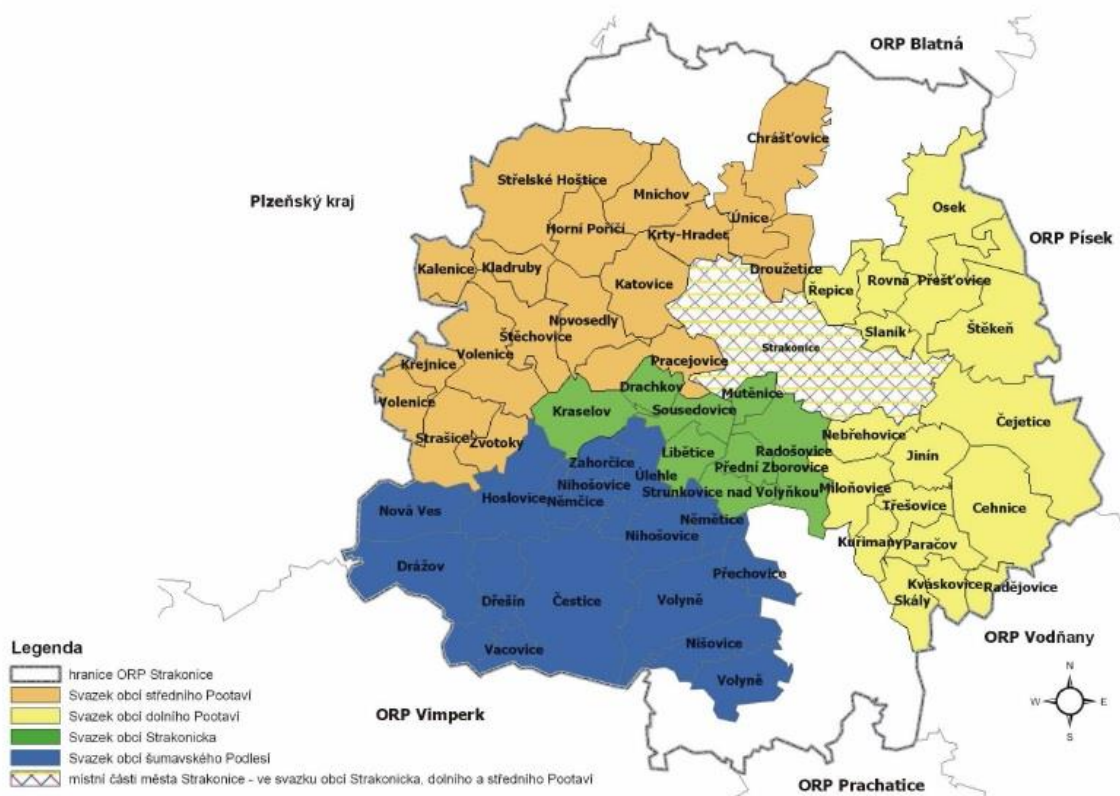 ORP Blatná
Chrášťovice
Střelské Hoštice
Mnichov
Plzeňský kraj
Únice
Osek
Horní Poříčí
Krty-Hradec
ORP Písek
Kalenice
Kladruby
Katovice
Droužetice
Řepice
Rovná
Přešťovice
Novosedly
Štěchovice
Slaník
Štěkeň
Strakonice
Volenice
Pracejovice
Krejnice
Drachkov
Mutěnice
Volenice
Kraselov
Sousedovice
Čejetice
Strašice
Zvotoky
Nebřehovice
Libětice
Radošovice
Jinín
Zahorčice
Přední Zborovice
Úlehle
Nihošovice
Miloňovice
Hoslovice
Němčice
Strunkovice nad Volyňkou
Třešovice
Cehnice
Nová Ves
Němětice
Nihošovice
Kuřimany
Paračov
Drážov
Přechovice
Kváskovice
Radějovice
Dřešín
Čestice
Volyně
Skály
ORP Vodňany
Nišovice
Vacovice
Volyně
ORP Vimperk
ORP Prachatice
N
W
E
S
Legenda
hranice ORP Strakonice
Svazek obcí středního Pootaví
Svazek obcí dolního Pootaví
Svazek obcí Strakonicka
Svazek obcí šumavského Podlesí
místní části města Strakonice - ve svazku obcí Strakonicka, dolního a středního Pootaví